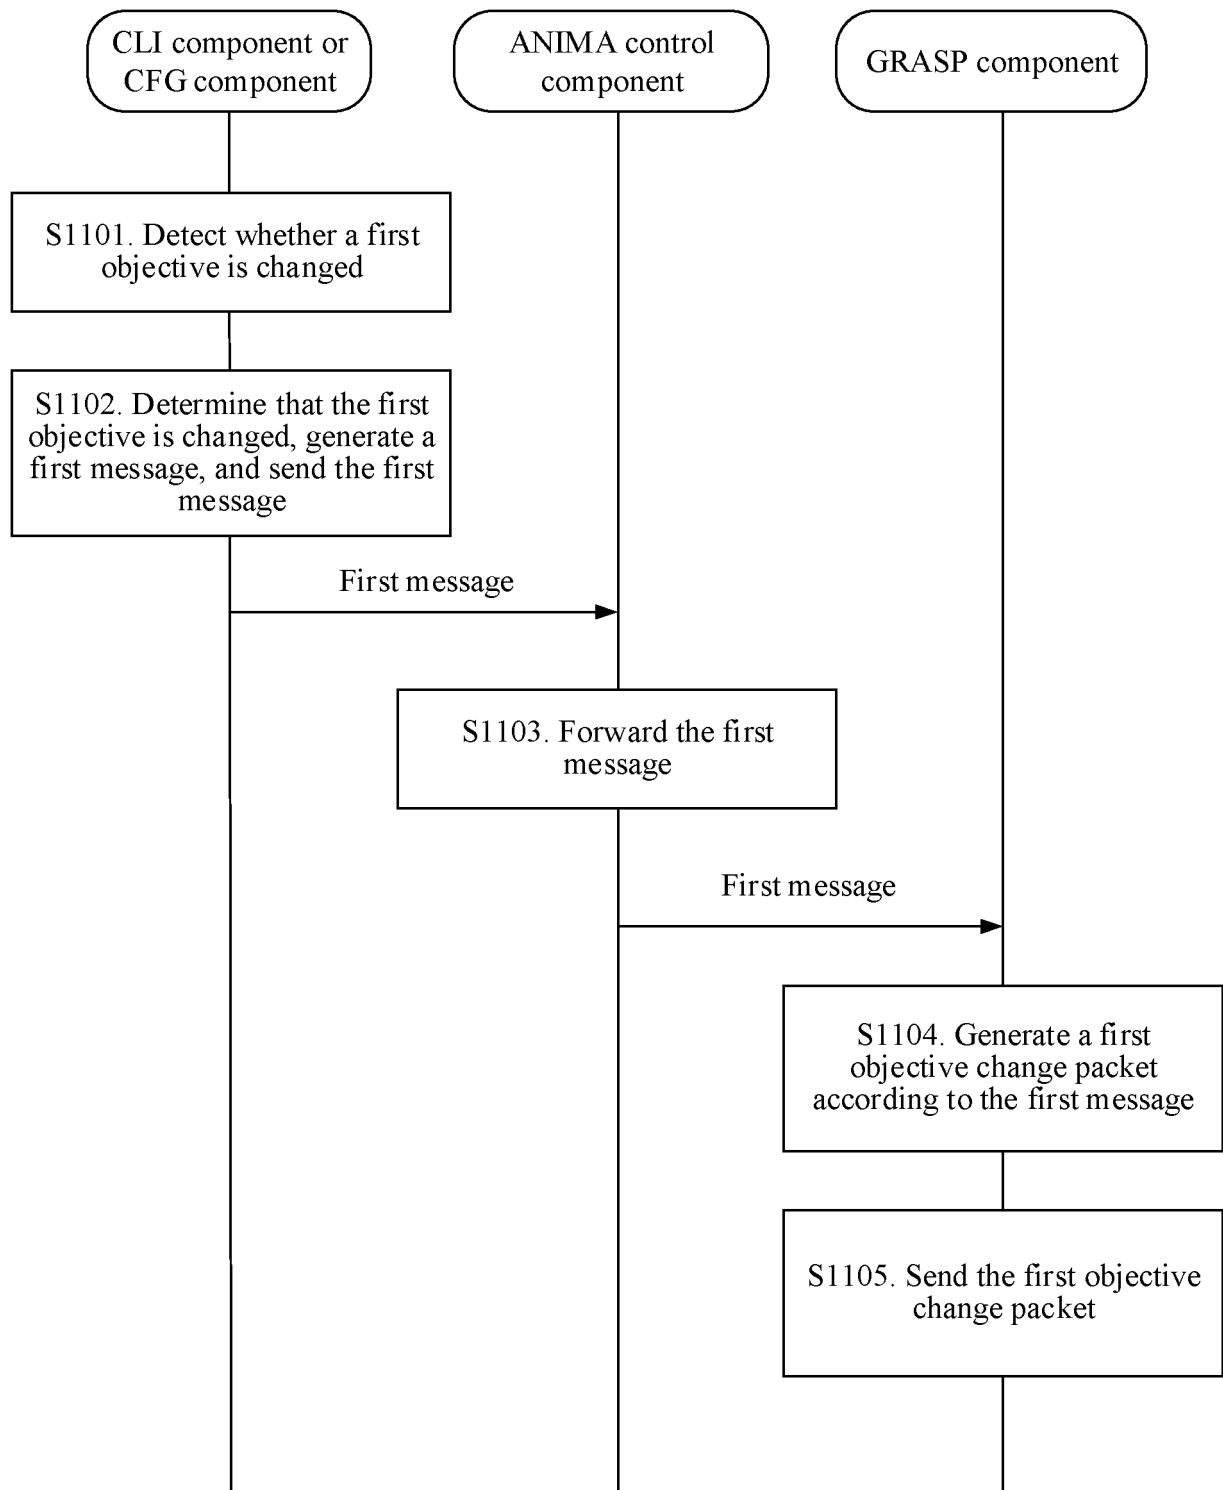 CLI component or
CFG component
ANIMA control
component
GRASP component
S1101. Detect whether a first
objective is changed
S1102. Determine that the first
objective is changed, generate a
first message, and send the first
message
First message
S1103. Forward the first
message
First message
S1104. Generate a first
objective change packet
according to the first message
S1105. Send the first objective
change packet